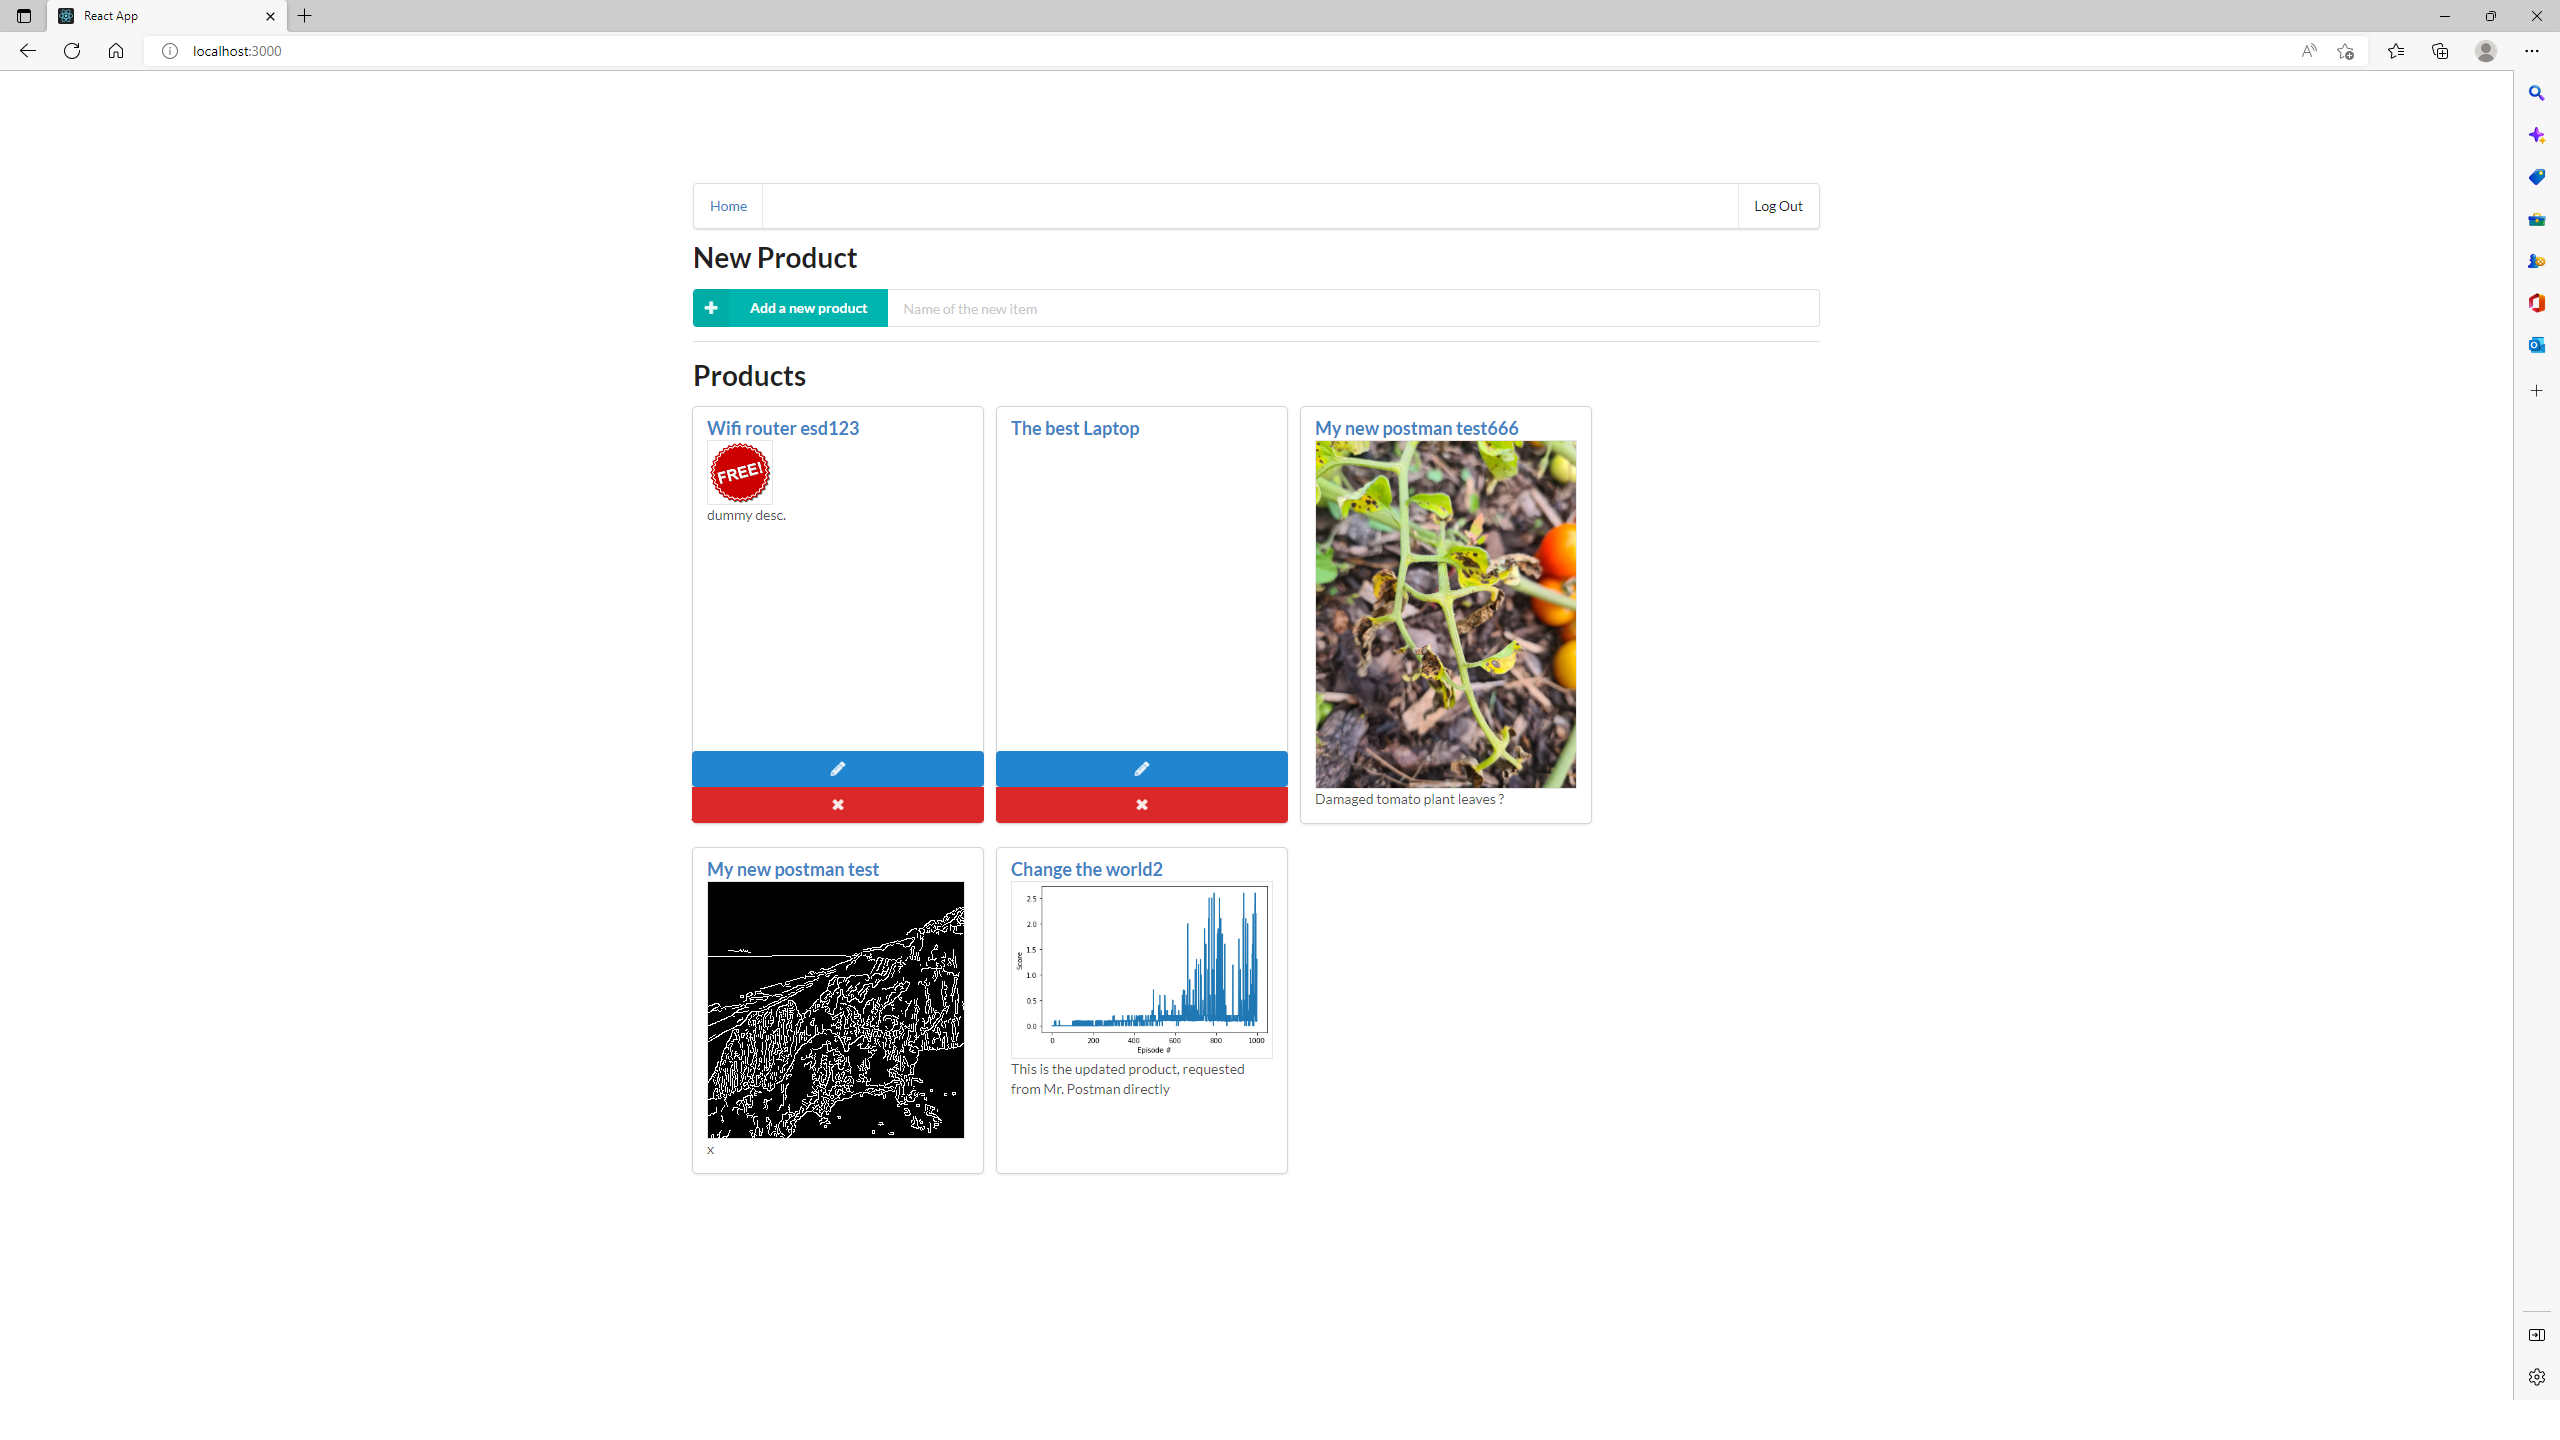 React App
localhost:3000
Home
Log Out
New Product
Add a new product
Name of the new item
Products
Wifi router esd123
FREE!
dummy desc.
The best Laptop
My new postman test666
Damaged tomato plant leaves ?
My new postman test
x
Change the world2
2.5
2.0
1.5
1.0
0.5
0.0
Score
0 200 400 600 800 1000
Episode #
This is the updated product, requested
from Mr. Postman directly